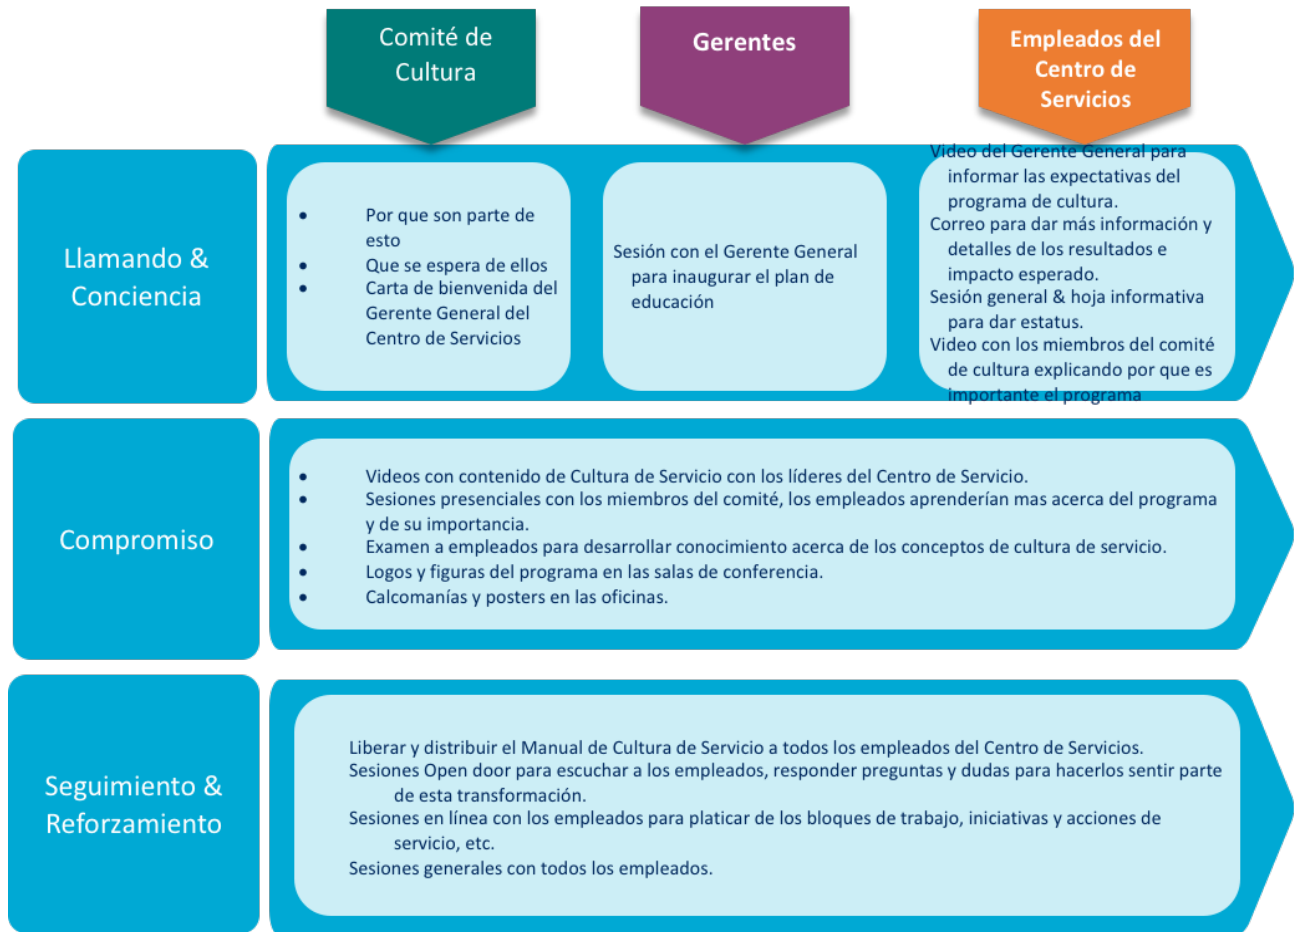 Comité de
Cultura
Gerentes
Empleados del
Centro de
Servicios
Llamando &
Conciencia
• Por que son parte de
esto
• Que se espera de ellos
• Carta de bienvenida del
Gerente General del
Centro de Servicios
Sesión con el Gerente General
para inaugurar el plan de
educación
Video del Gerente General para
informar las expectativas del
programa de cultura.
Correo para dar más información y
detalles de los resultados e
impacto esperado.
Sesión general & hoja informativa
para dar estatus.
Video con los miembros del comité
de cultura explicando por que es
importante el programa
Compromiso
• Videos con contenido de Cultura de Servicio con los líderes del Centro de Servicio.
• Sesiones presenciales con los miembros del comité, los empleados aprenderían mas acerca del programa
y de su importancia.
• Examen a empleados para desarrollar conocimiento acerca de los conceptos de cultura de servicio.
• Logos y figuras del programa en las salas de conferencia.
• Calcomanías y posters en las oficinas.
Seguimiento &
Reforzamiento
Liberar y distribuir el Manual de Cultura de Servicio a todos los empleados del Centro de Servicios.
Sesiones Open door para escuchar a los empleados, responder preguntas y dudas para hacerlos sentir parte
de esta transformación.
Sesiones en línea con los empleados para platicar de los bloques de trabajo, iniciativas y acciones de
servicio, etc.
Sesiones generales con todos los empleados.